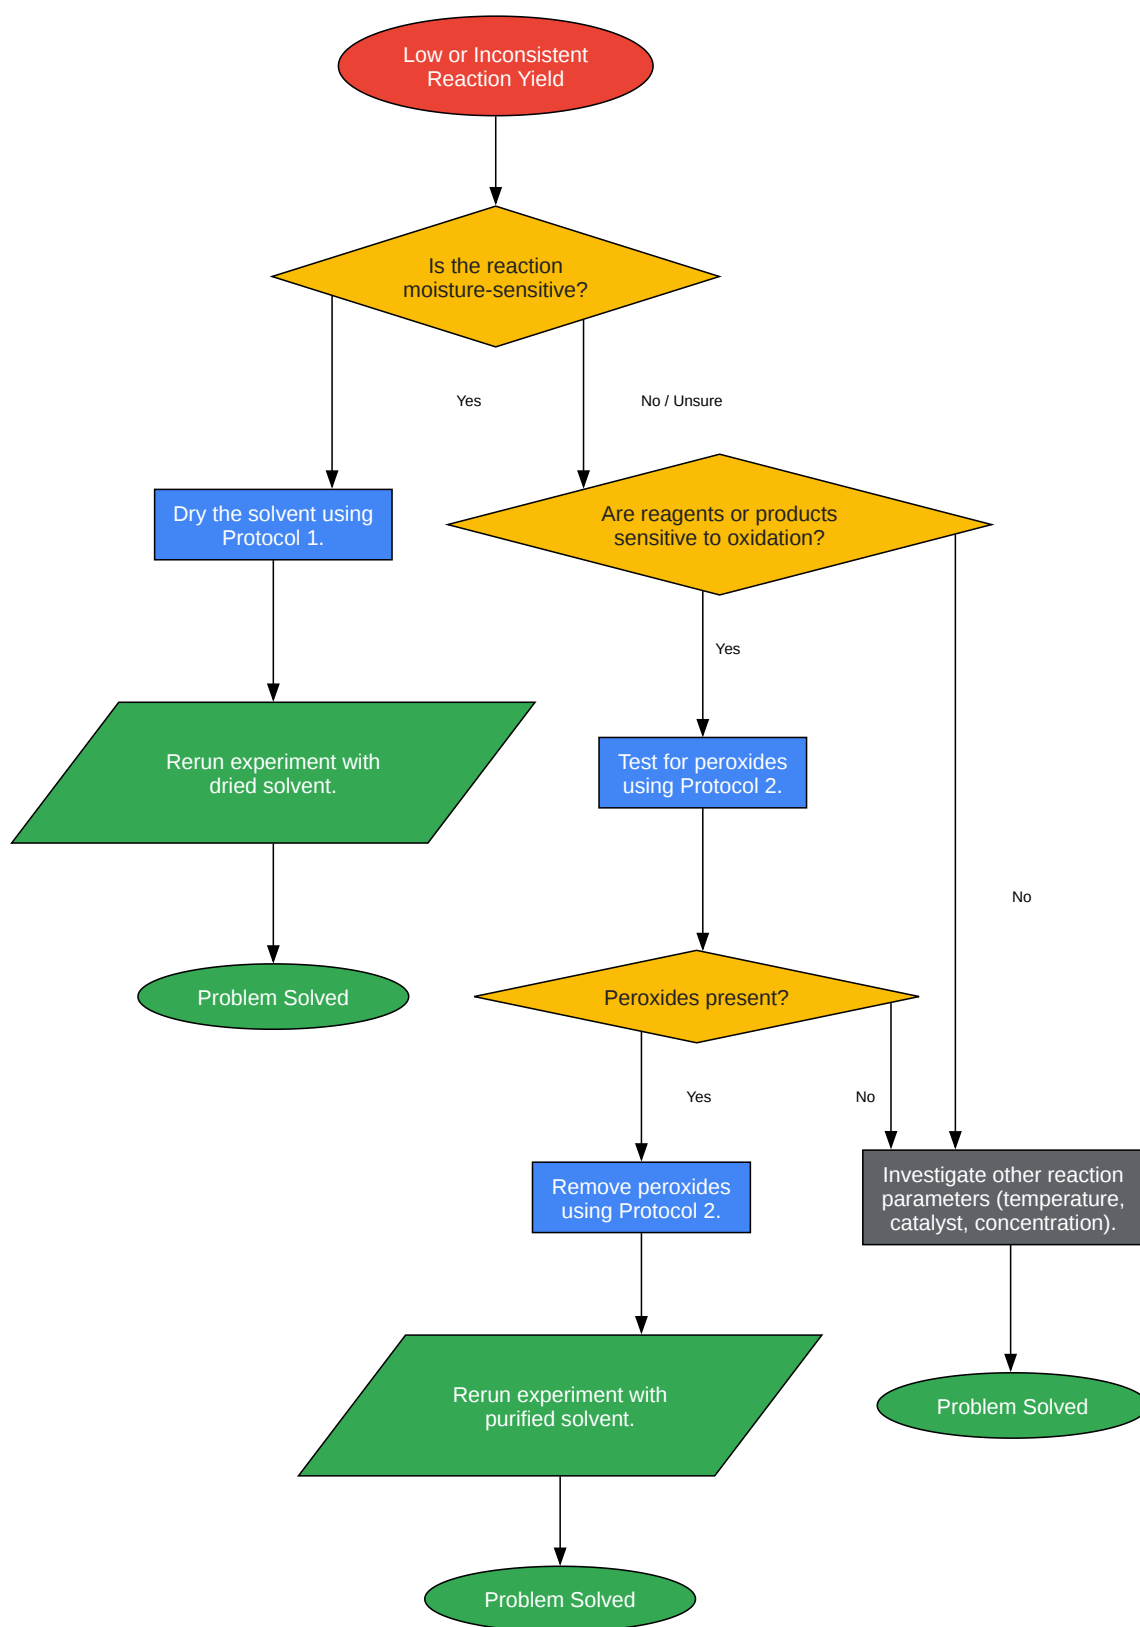 Low or Inconsistent
Reaction Yield
Is the reaction
moisture-sensitive?
Yes
No / Unsure
Dry the solvent using
Protocol 1.
Are reagents or products
sensitive to oxidation?
Yes
Rerun experiment with
dried solvent.
Test for peroxides
using Protocol 2.
No
Problem Solved
Peroxides present?
Yes
No
Remove peroxides
using Protocol 2.
Investigate other reaction
parameters (temperature,
catalyst, concentration).
Rerun experiment with
purified solvent.
Problem Solved
Problem Solved